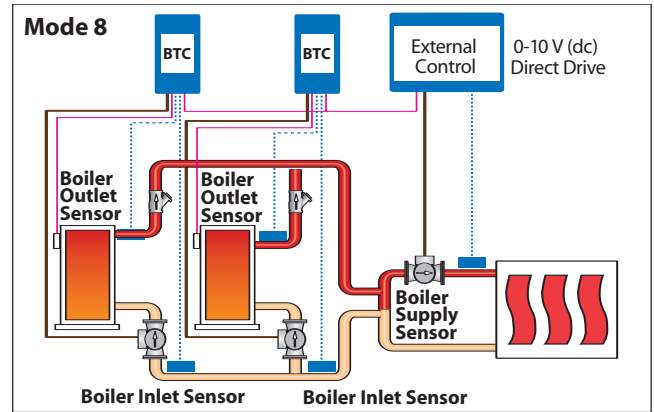 Mode 8
BTC
BTC
External
Control
0-10 V (dc)
Direct Drive
Boiler
Outlet
Sensor
Boiler
Outlet
Sensor
Boiler
Supply
Sensor
Boiler Inlet Sensor
Boiler Inlet Sensor